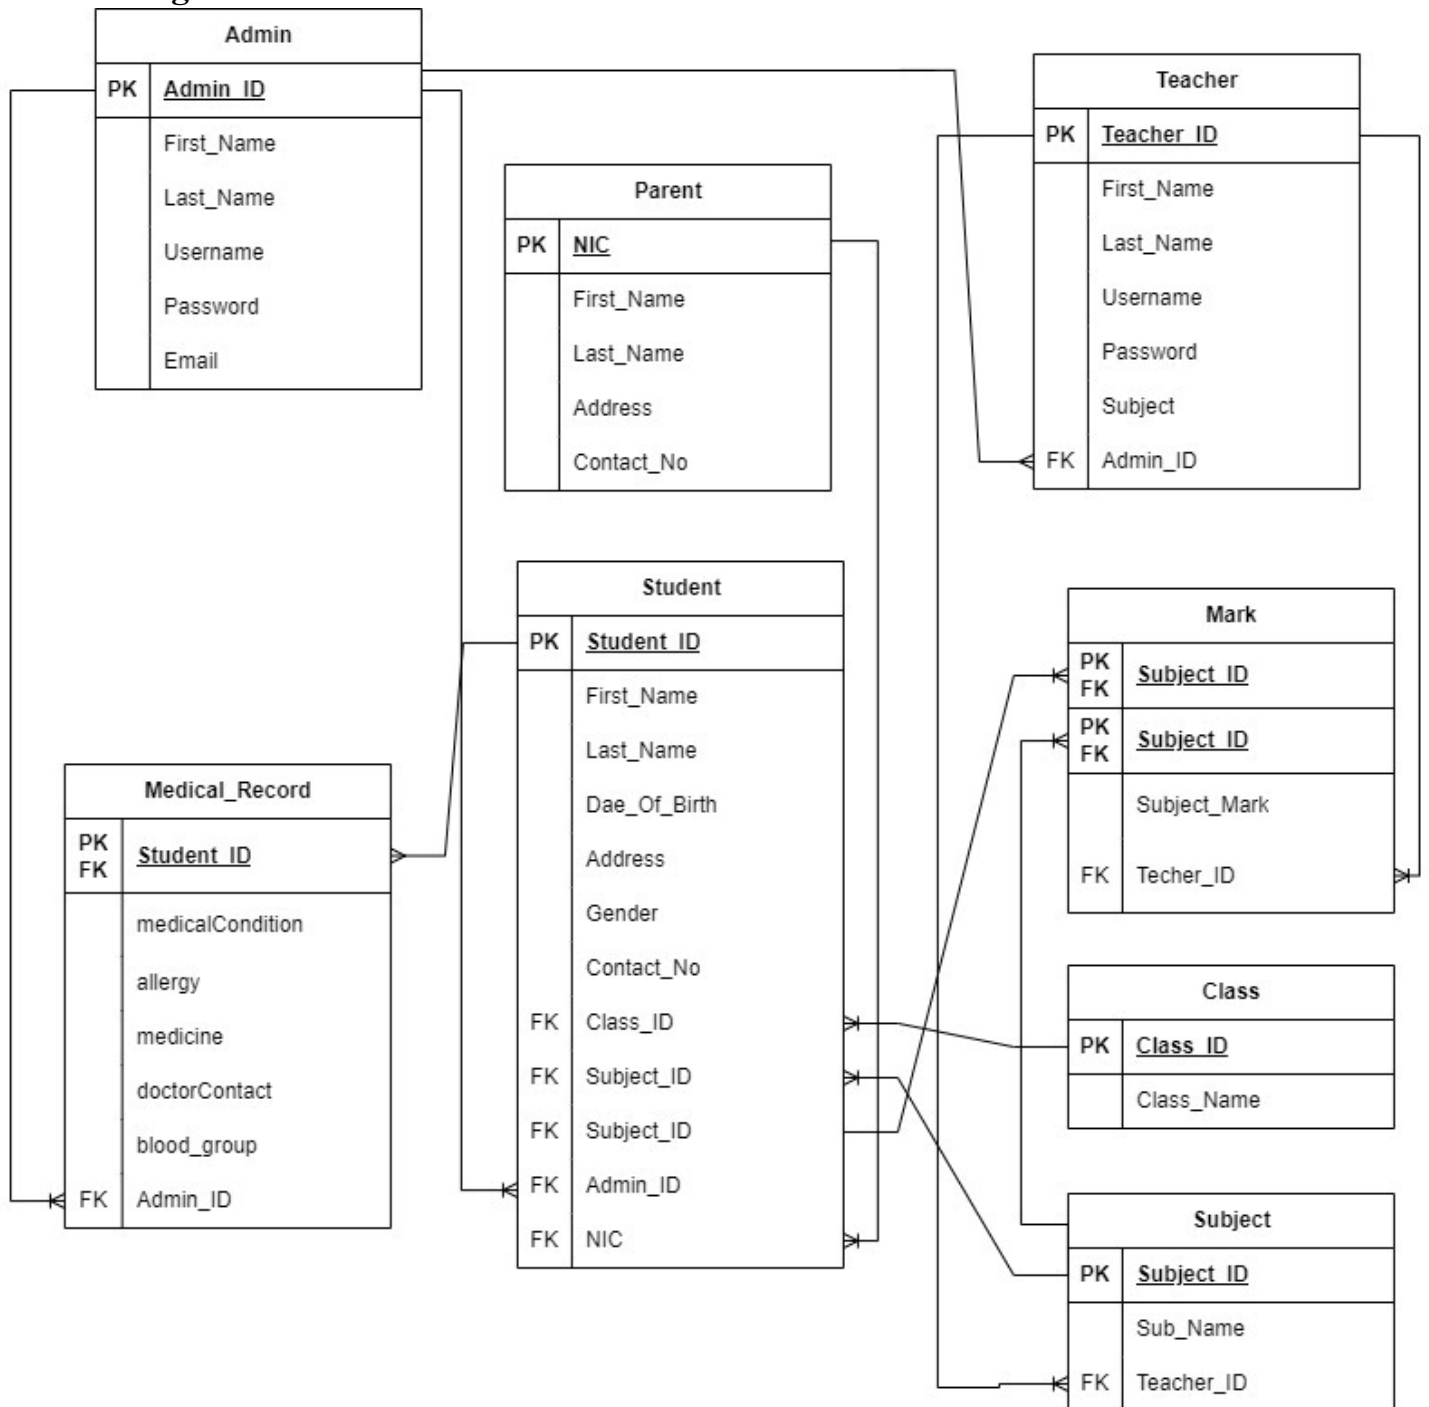 Admin
PK Admin_ID
First_Name
Last_Name
Username
Password
Email
Parent
PK NIC
First_Name
Last_Name
Address
Contact_No
Teacher
PK Teacher_ID
First_Name
Last_Name
Username
Password
Subject
FK Admin_ID
Student
PK Student_ID
First_Name
Last_Name
Dae_Of_Birth
Address
Gender
Contact_No
FK Class_ID
FK Subject_ID
FK Subject_ID
FK Admin_ID
FK NIC
Medical_Record
PK
FK Student_ID
medicalCondition
allergy
medicine
doctorContact
blood_group
FK Admin_ID
Mark
PK
FK Subject_ID
PK
FK Subject_ID
Subject_Mark
FK Techer_ID
Class
PK Class_ID
Class_Name
Subject
PK Subject_ID
Sub_Name
FK Teacher_ID